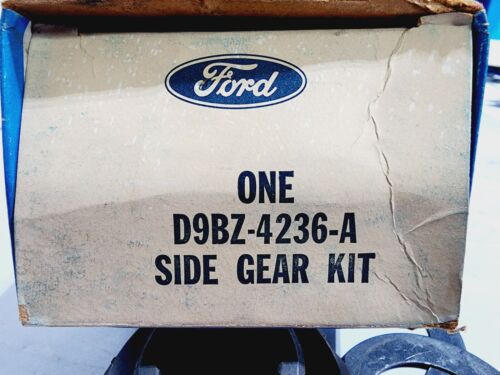 Ford
ONE
D9BZ-4236-A
SIDE GEAR KIT